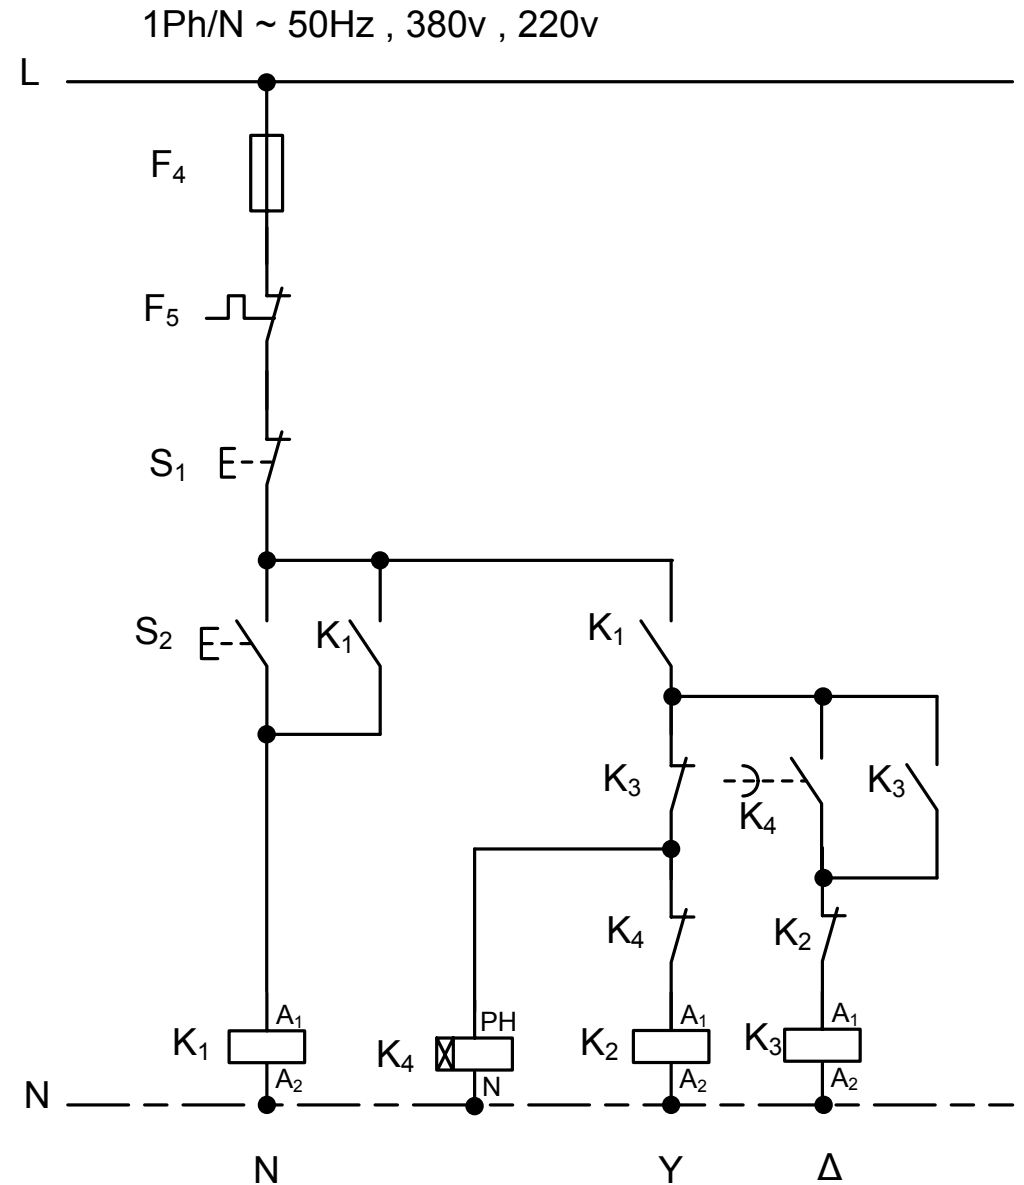 1Ph/N ~ 50Hz , 380v , 220v
L
F₄
F₅
S₁
S₂ K₁ K₁
K₃ K₄ K₃
K₄ K₂
K₁ A₁ A₂
K₄ PH N
K₂ A₁ A₂
K₃ A₁ A₂
N
N Y Δ